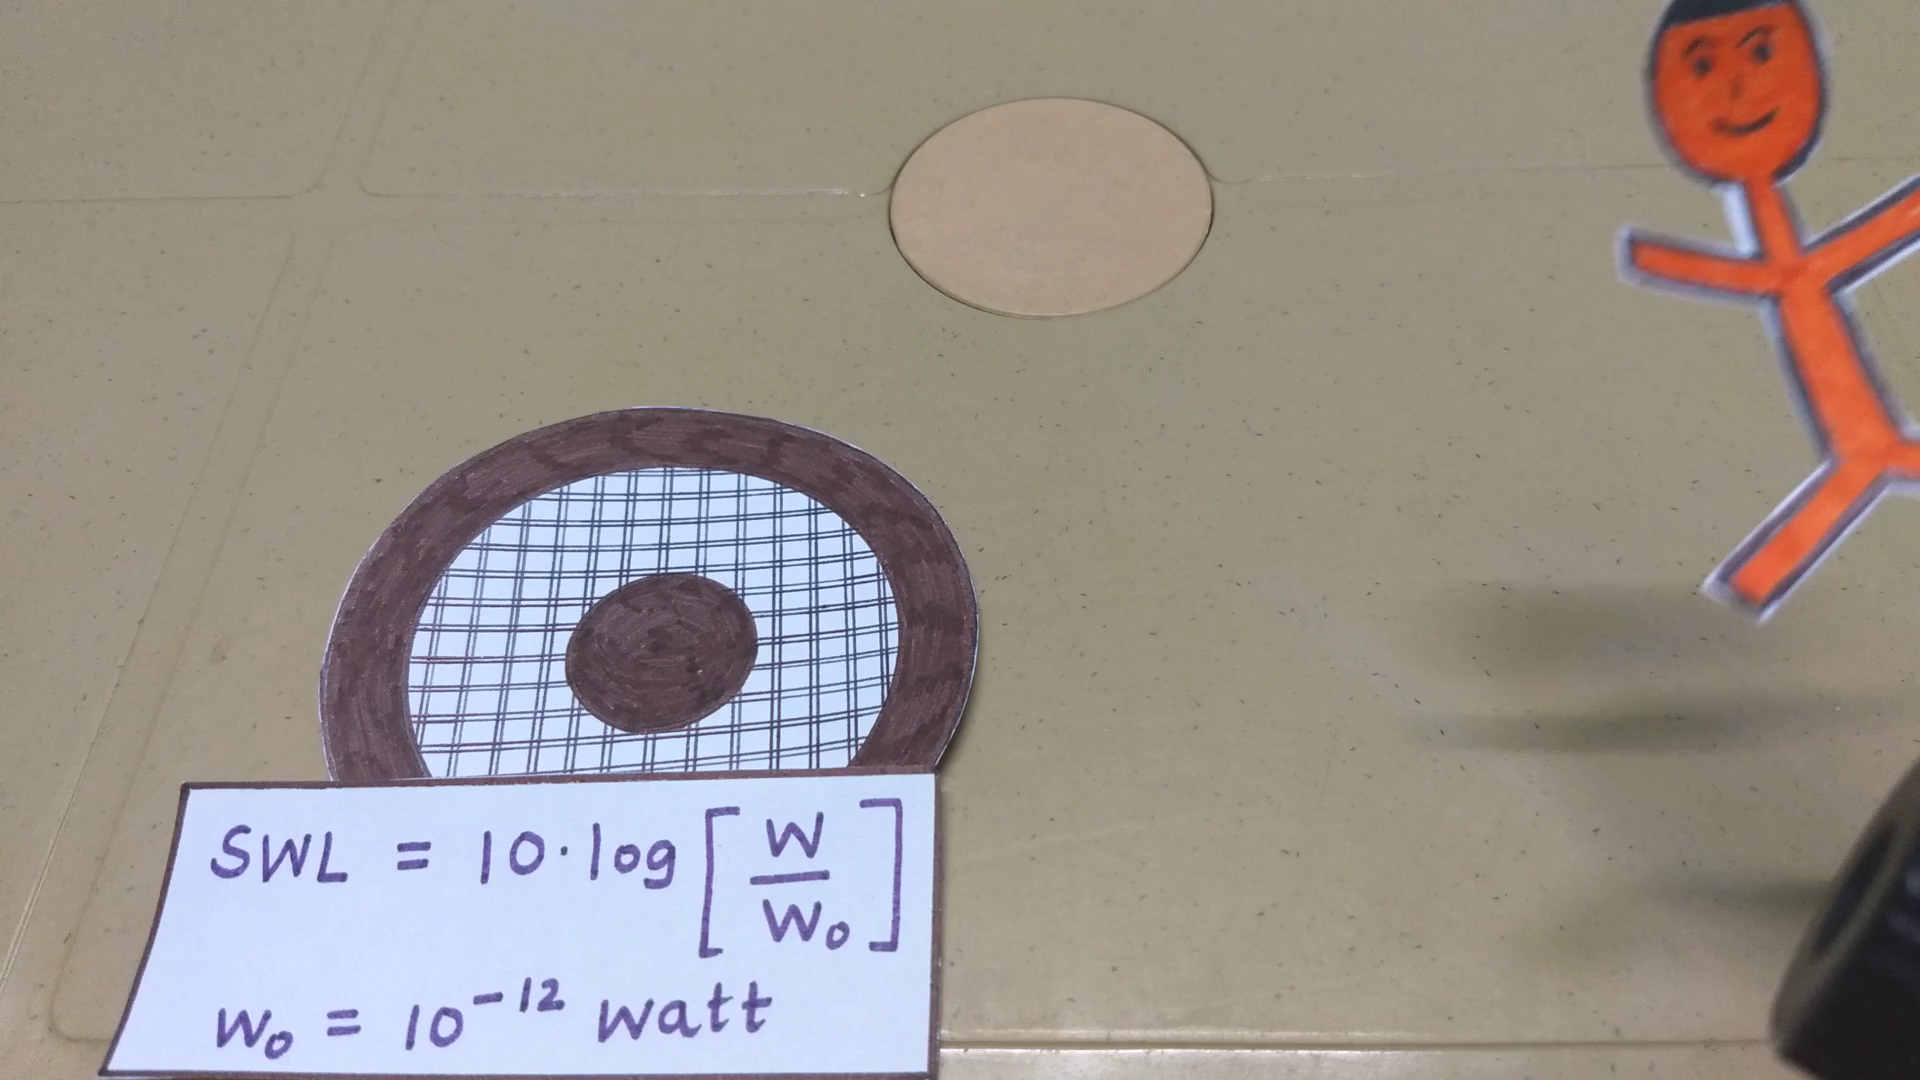 SWL = 10·log [W/W₀]
W₀ = 10⁻¹² watt